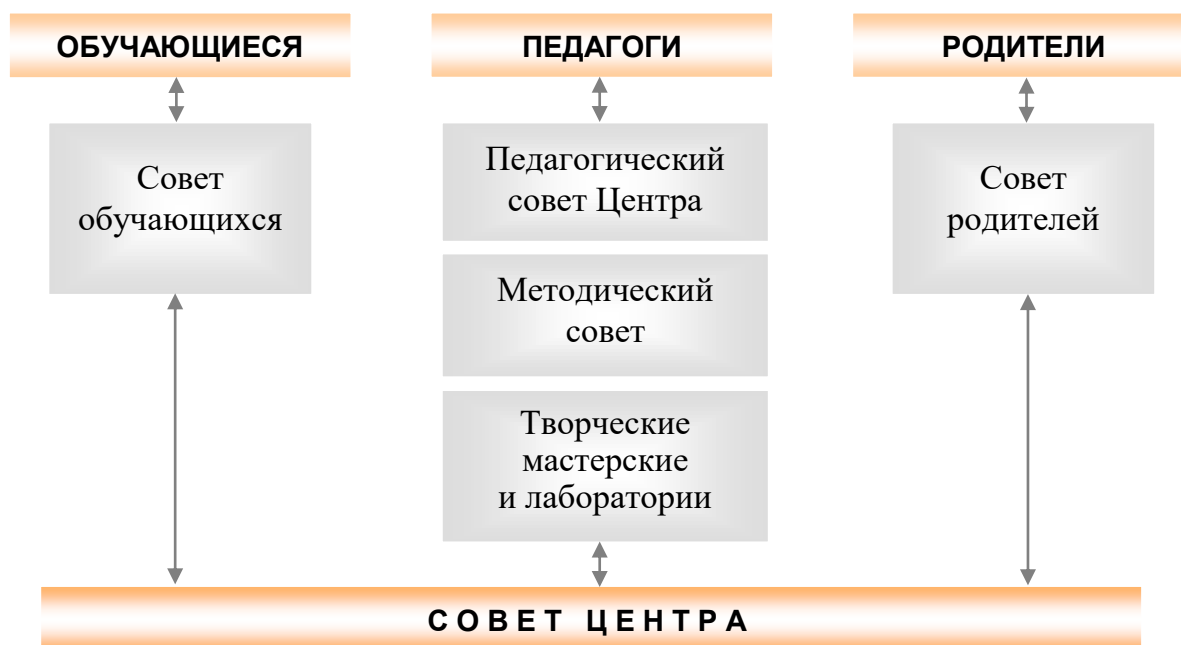 ОБУЧАЮЩИЕСЯ
ПЕДАГОГИ
РОДИТЕЛИ
Совет
обучающихся
Педагогический
совет Центра
Методический
совет
Творческие
мастерские
и лаборатории
Совет
родителей
СОВЕТ ЦЕНТРА